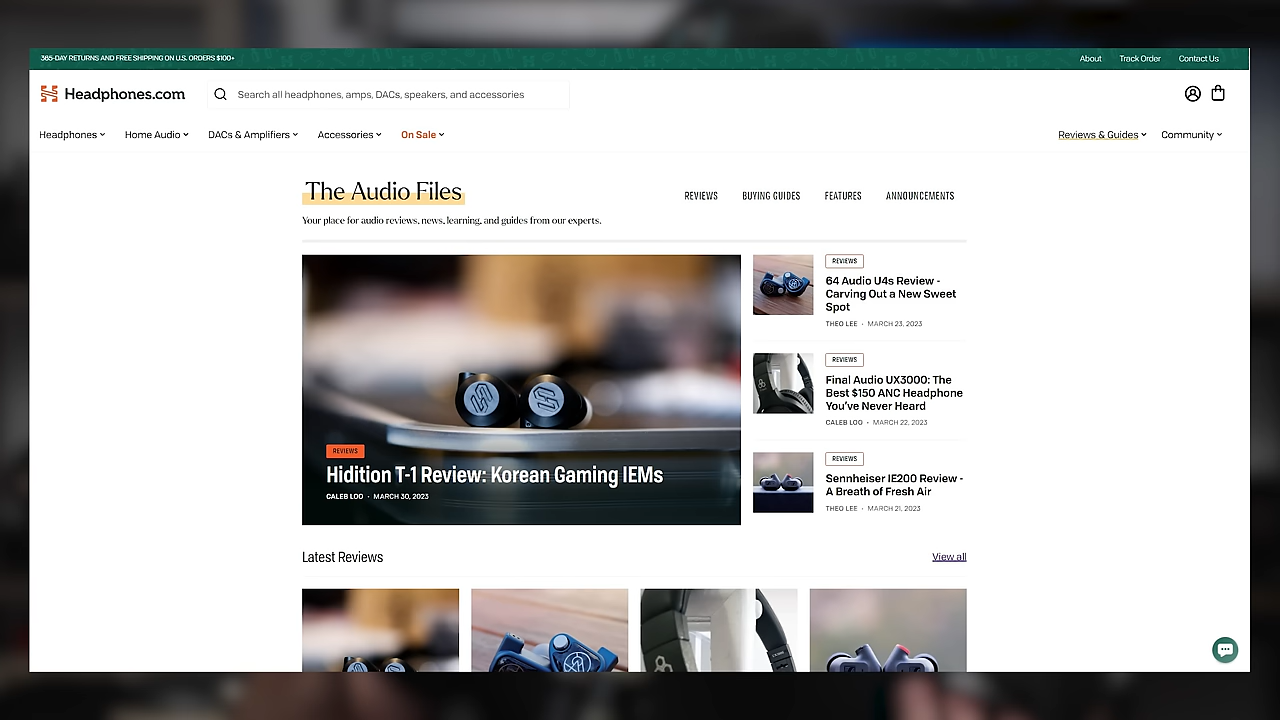 365-DAY RETURNS AND FREE SHIPPING ON U.S. ORDERS $100+
About Track Order Contact Us
Headphones.com
Search all headphones, amps, DACs, speakers, and accessories
Headphones Home Audio DACs & Amplifiers Accessories On Sale Reviews & Guides Community
The Audio Files
REVIEWS BUYING GUIDES FEATURES ANNOUNCEMENTS
Your place for audio reviews, news, learning, and guides from our experts.
REVIEWS
Hidition T-1 Review: Korean Gaming IEMs
CALEB LOO · MARCH 30, 2023
REVIEWS
64 Audio U4s Review -
Carving Out a New Sweet
Spot
THEO LEE · MARCH 23, 2023
REVIEWS
Final Audio UX3000: The
Best $150 ANC Headphone
You've Never Heard
CALEB LOO · MARCH 22, 2023
REVIEWS
Sennheiser IE200 Review -
A Breath of Fresh Air
THEO LEE · MARCH 21, 2023
Latest Reviews
View all